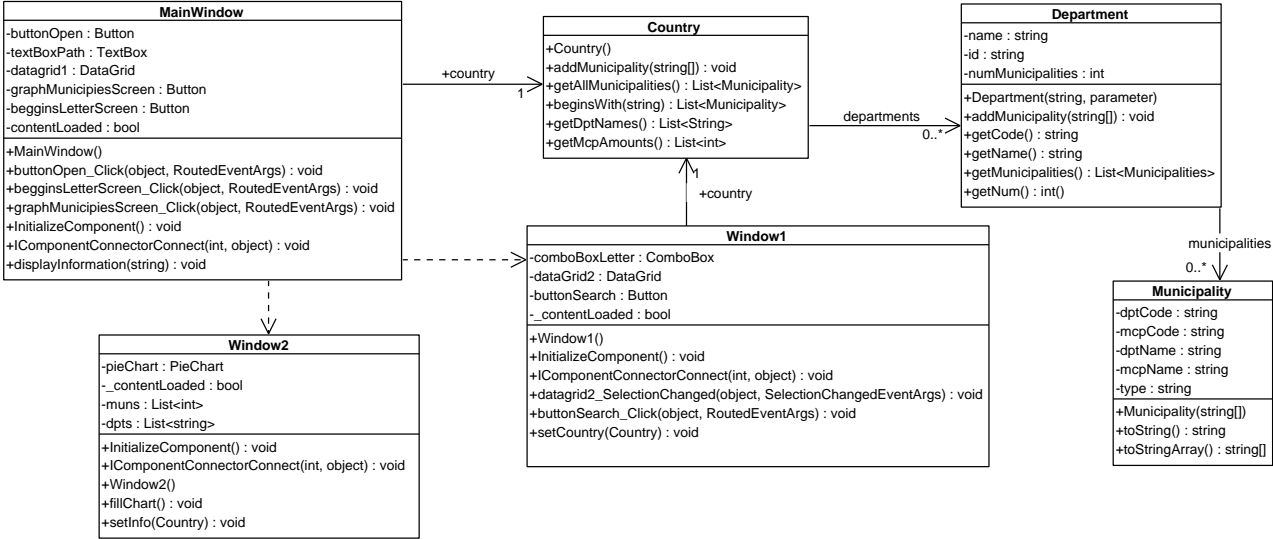 MainWindow
-buttonOpen : Button
-textBoxPath : TextBox
-datagrid1 : DataGrid
-graphMunicipiesScreen : Button
-begginsLetterScreen : Button
-contentLoaded : bool
+MainWindow()
+buttonOpen_Click(object, RoutedEventArgs) : void
+begginsLetterScreen_Click(object, RoutedEventArgs) : void
+graphMunicipiesScreen_Click(object, RoutedEventArgs) : void
+InitializeComponent() : void
+IComponentConnectorConnect(int, object) : void
+displayInformation(string) : void
+country
1
Country
+Country()
+addMunicipality(string[]) : void
+getAllMunicipalities() : List<Municipality>
+beginsWith(string) : List<Municipality>
+getDptNames() : List<String>
+getMcpAmounts() : List<int>
departments
0..*
Department
-name : string
-id : string
-numMunicipalities : int
+Department(string, parameter)
+addMunicipality(string[]) : void
+getCode() : string
+getName() : string
+getMunicipalities() : List<Municipalities>
+getNum() : int()
1
+country
municipalities
0..*
Window1
-comboBoxLetter : ComboBox
-dataGrid2 : DataGrid
-buttonSearch : Button
-_contentLoaded : bool
+Window1()
+InitializeComponent() : void
+IComponentConnectorConnect(int, object) : void
+datagrid2_SelectionChanged(object, SelectionChangedEventArgs) : void
+buttonSearch_Click(object, RoutedEventArgs) : void
+setCountry(Country) : void
Municipality
-dptCode : string
-mcpCode : string
-dptName : string
-mcpName : string
-type : string
+Municipality(string[])
+toString() : string
+toStringArray() : string[]
Window2
-pieChart : PieChart
-_contentLoaded : bool
-muns : List<int>
-dpts : List<string>
+InitializeComponent() : void
+IComponentConnectorConnect(int, object) : void
+Window2()
+fillChart() : void
+setInfo(Country) : void